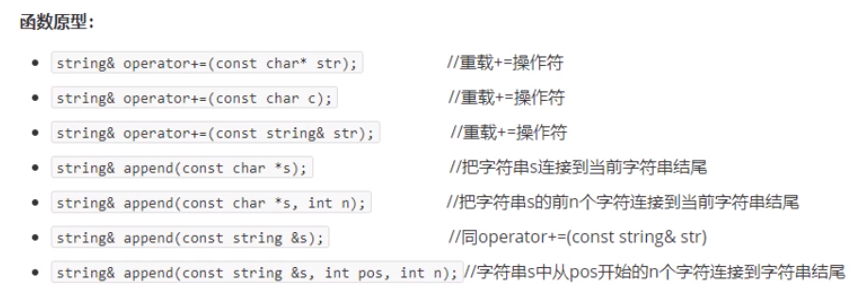 函数原型：
string& operator+=(const char* str); //重载+=操作符
string& operator+=(const char c); //重载+=操作符
string& operator+=(const string& str); //重载+=操作符
string& append(const char *s); //把字符串s连接到当前字符串结尾
string& append(const char *s, int n); //把字符串s的前n个字符连接到当前字符串结尾
string& append(const string &s); //同operator+=(const string& str)
string& append(const string &s, int pos, int n); //字符串s中从pos开始的n个字符连接到字符串结尾